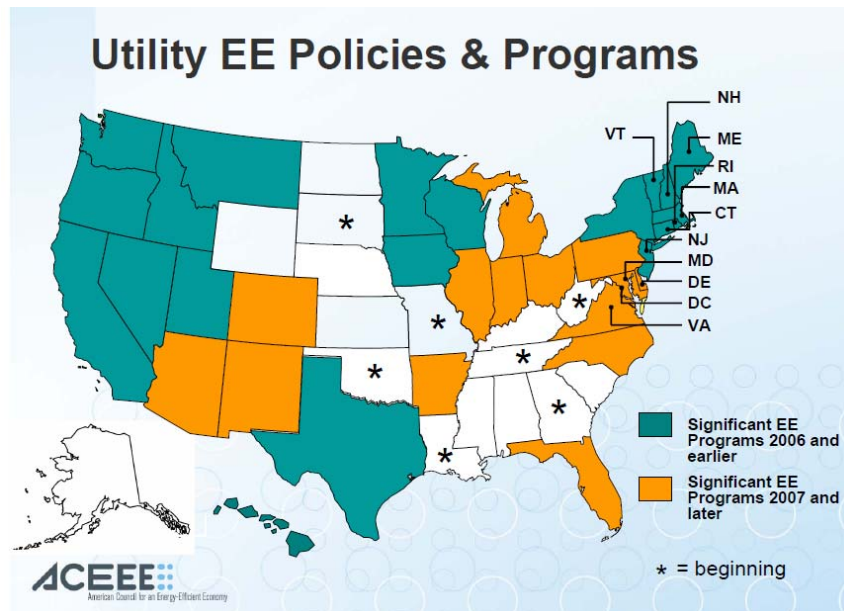 Utility EE Policies & Programs
NH
VT
ME
RI
MA
CT
NJ
MD
DE
DC
VA
*
*
*
*
*
*
*
Significant EE
Programs 2006 and
earlier
Significant EE
Programs 2007 and
later
* = beginning
ACEEE
American Council for an Energy-Efficient Economy